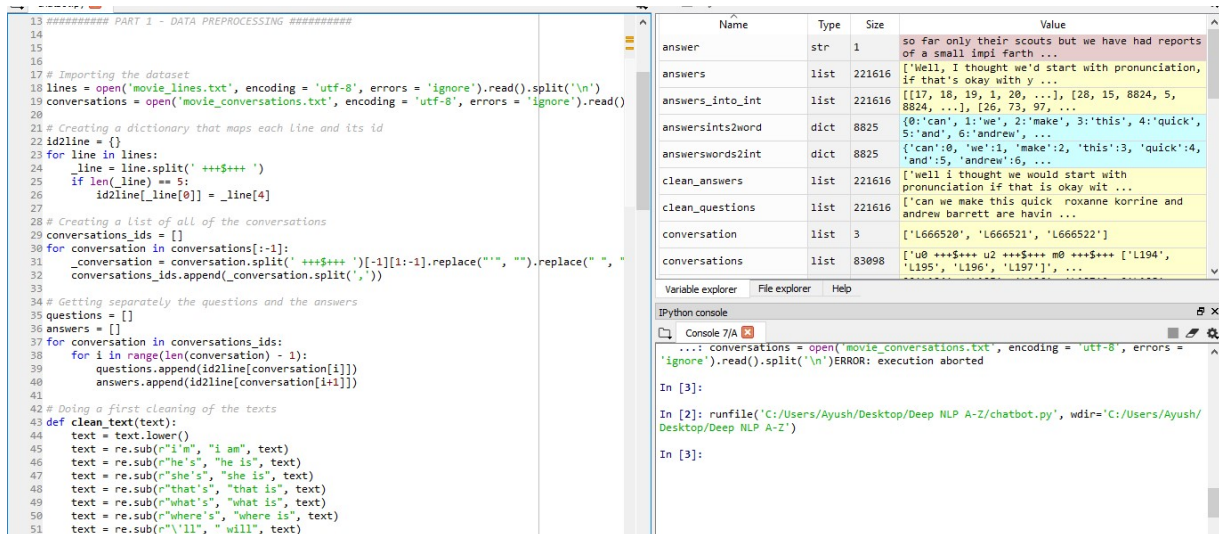 13 ########## PART 1 - DATA PREPROCESSING ##########
14
15
16
17 # Importing the dataset
18 lines = open('movie_lines.txt', encoding = 'utf-8', errors = 'ignore').read().split('\n')
19 conversations = open('movie_conversations.txt', encoding = 'utf-8', errors = 'ignore').read()
20
21 # Creating a dictionary that maps each line and its id
22 id2line = {}
23 for line in lines:
24     _line = line.split(' +++$+++ ')
25     if len(_line) == 5:
26         id2line[_line[0]] = _line[4]
27
28 # Creating a list of all of the conversations
29 conversations_ids = []
30 for conversation in conversations[:-1]:
31     _conversation = conversation.split(' +++$+++ ')[-1][1:-1].replace("'", "").replace(" ", "
32     conversations_ids.append(_conversation.split(','))
33
34 # Getting separately the questions and the answers
35 questions = []
36 answers = []
37 for conversation in conversations_ids:
38     for i in range(len(conversation) - 1):
39         questions.append(id2line[conversation[i]])
40         answers.append(id2line[conversation[i+1]])
41
42 # Doing a first cleaning of the texts
43 def clean_text(text):
44     text = text.lower()
45     text = re.sub(r"i'm", "i am", text)
46     text = re.sub(r"he's", "he is", text)
47     text = re.sub(r"she's", "she is", text)
48     text = re.sub(r"that's", "that is", text)
49     text = re.sub(r"what's", "what is", text)
50     text = re.sub(r"where's", "where is", text)
51     text = re.sub(r"\'ll", " will", text)
Name Type Size Value
answer str 1 so far only their scouts but we have had reports
of a small impi farth ...
answers list 221616 ['Well, I thought we'd start with pronunciation,
if that's okay with y ...
answers_into_int list 221616 [[17, 18, 19, 1, 20, ...], [28, 15, 8824, 5,
8824, ...], [26, 73, 97, ...
answersints2word dict 8825 {0:'can', 1:'we', 2:'make', 3:'this', 4:'quick',
5:'and', 6:'andrew', ...
answerswords2int dict 8825 {'can':0, 'we':1, 'make':2, 'this':3, 'quick':4,
'and':5, 'andrew':6, ...
clean_answers list 221616 ['well i thought we would start with
pronunciation if that is okay wit ...
clean_questions list 221616 ['can we make this quick  roxanne korrine and
andrew barrett are havin ...
conversation list 3 ['L666520', 'L666521', 'L666522']
conversations list 83098 ['u0 +++$+++ u2 +++$+++ m0 +++$+++ ['L194',
'L195', 'L196', 'L197']', ...
Variable explorer File explorer Help
IPython console
Console 7/A
...: conversations = open('movie_conversations.txt', encoding = 'utf-8', errors =
'ignore').read().split('\n')ERROR: execution aborted
In [3]:
In [2]: runfile('C:/Users/Ayush/Desktop/Deep NLP A-Z/chatbot.py', wdir='C:/Users/Ayush/
Desktop/Deep NLP A-Z')
In [3]: